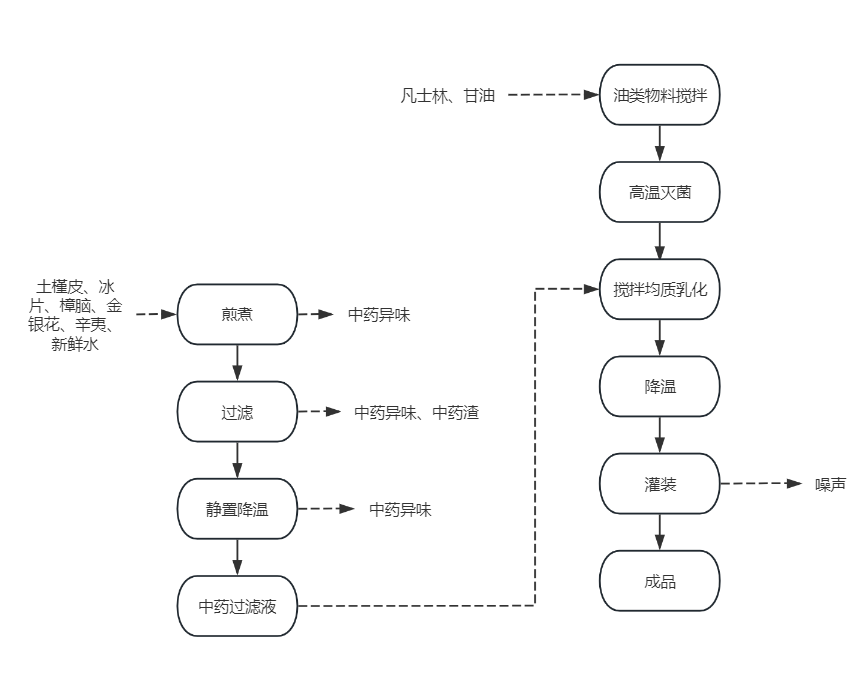 油类物料搅拌
凡士林、甘油
高温灭菌
搅拌均质乳化
土槿皮、冰
片、樟脑、金
银花、辛夷、
新鲜水
煎煮
中药异味
降温
过滤
中药异味、中药渣
灌装
噪声
静置降温
中药异味
成品
中药过滤液